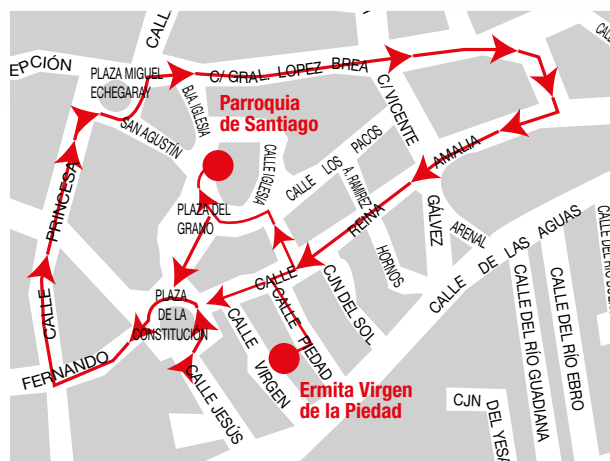 CALLE
EPCIÓN
PLAZA MIGUEL
ECHEGARAY
C/ GRAL. LOPEZ BREA
BJA. IGLESIA
C/ VICENTE
Parroquia
de Santiago
SAN AGUSTÍN
CALLE IGLESIA
CALLE LOS PACOS
A. RAMIREZ
AMALIA
REINA
CALLE
PRINCESA
CALLE
PLAZA DEL
GRANO
GÁLVEZ
ARENAL
HORNOS
CALLE DE LAS AGUAS
CJN DEL SOL
PLAZA
DE LA
CONSTITUCIÓN
CALLE PIEDAD
CALLE VIRGEN
FERNANDO
CALLE JESÚS
Ermita Virgen
de la Piedad
CALLE DEL RÍO GUADIANA
CALLE DEL RÍO EBRO
CJN
DEL YESA